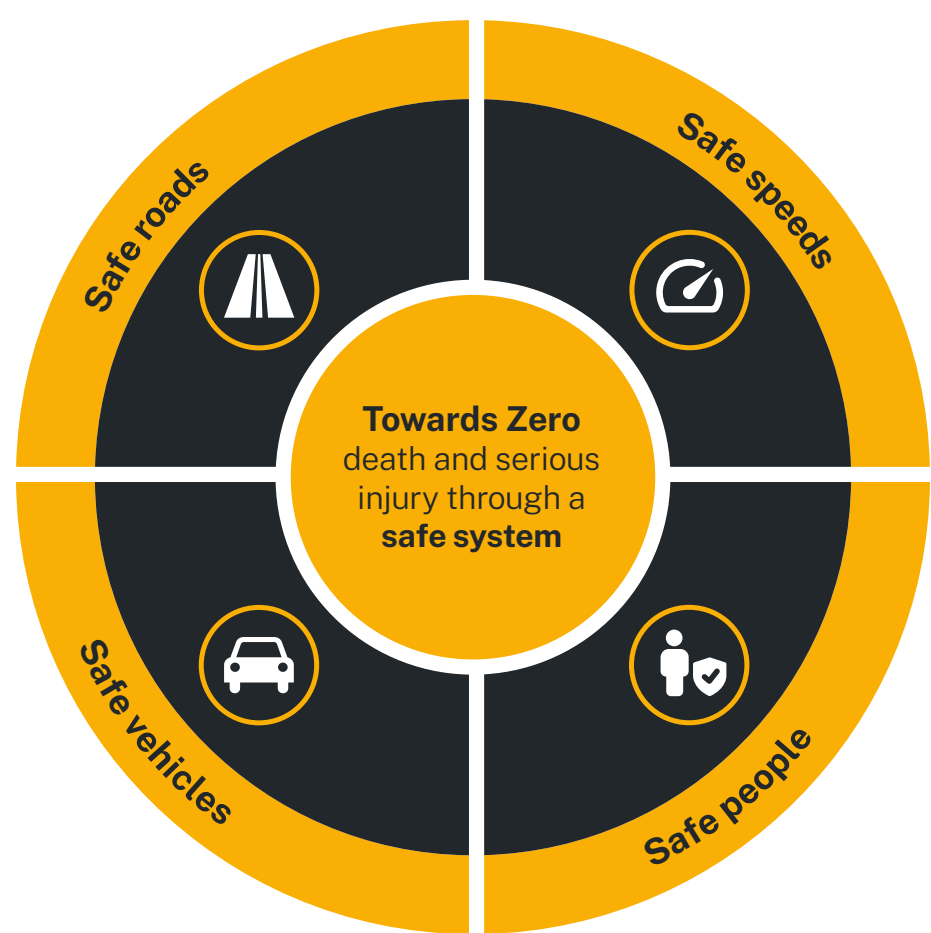 Safe roads
Safe speeds
Towards Zero
death and serious
injury through a
safe system
Safe vehicles
Safe people